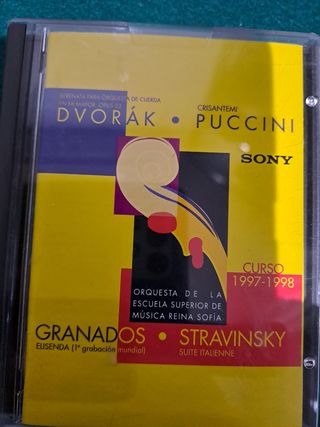 SERENATA PARA ORQUESTA DE CUERDA
EN MI MAYOR, OPUS 22
DVORÁK • PUCCINI
CRISANTEMI
SONY
CURSO
1997-1998
ORQUESTA DE LA
ESCUELA SUPERIOR DE
MÚSICA REINA SOFÍA
GRANADOS • STRAVINSKY
ELISENDA (1ª grabación mundial)
SUITE ITALIENNE